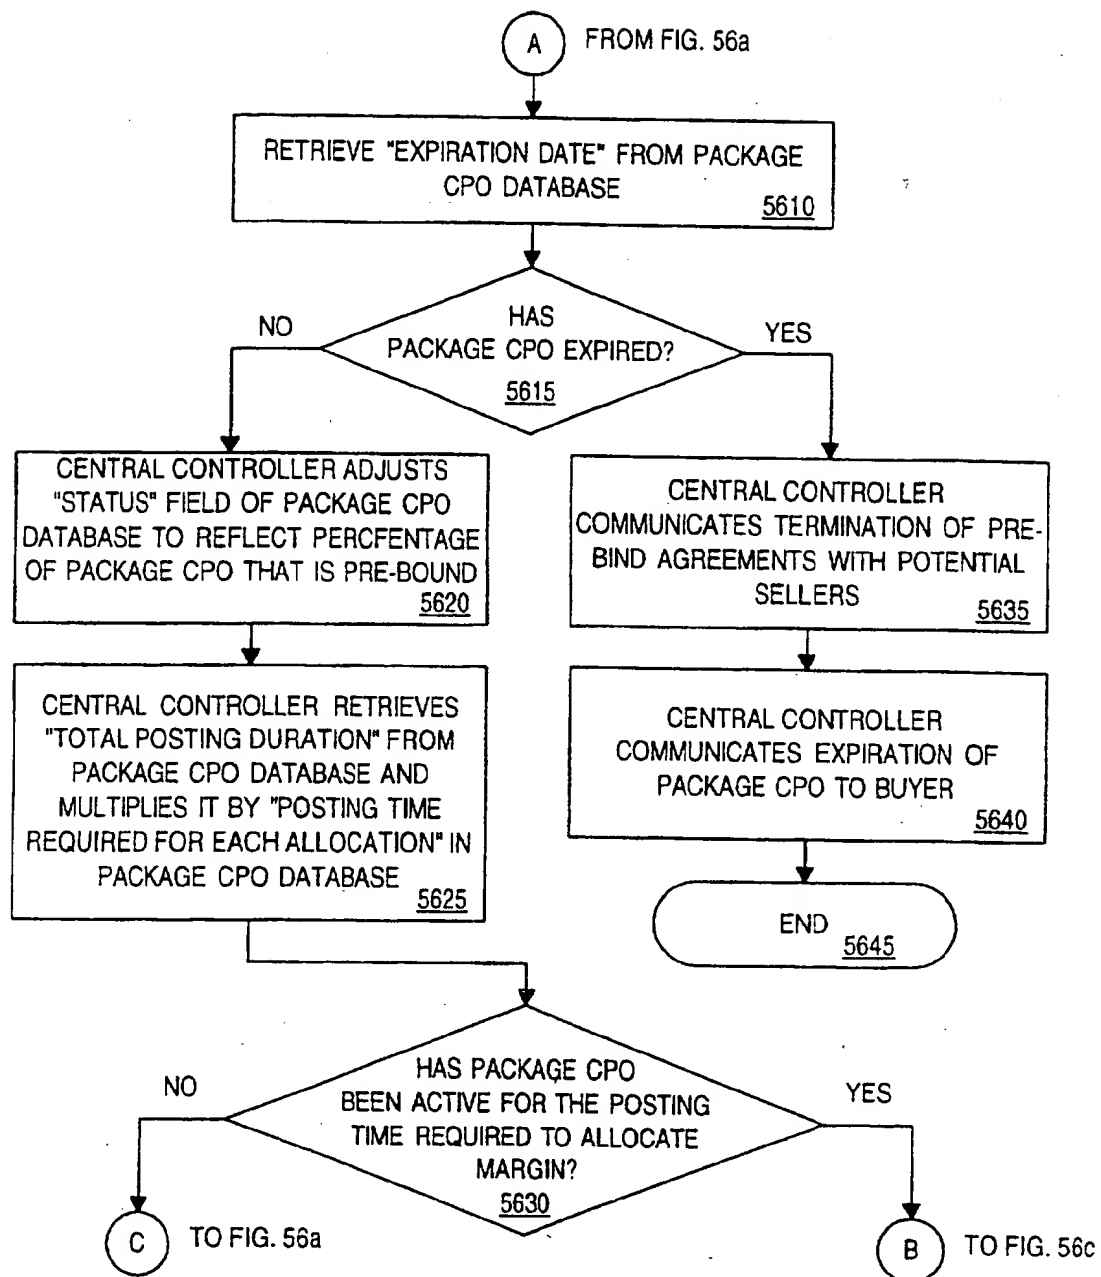 A
FROM FIG. 56a
RETRIEVE "EXPIRATION DATE" FROM PACKAGE
CPO DATABASE
5610
HAS
PACKAGE CPO EXPIRED?
5615
NO
YES
CENTRAL CONTROLLER ADJUSTS
"STATUS" FIELD OF PACKAGE CPO
DATABASE TO REFLECT PERCFENTAGE
OF PACKAGE CPO THAT IS PRE-BOUND
5620
CENTRAL CONTROLLER
COMMUNICATES TERMINATION OF PRE-
BIND AGREEMENTS WITH POTENTIAL
SELLERS
5635
CENTRAL CONTROLLER RETRIEVES
"TOTAL POSTING DURATION" FROM
PACKAGE CPO DATABASE AND
MULTIPLIES IT BY "POSTING TIME
REQUIRED FOR EACH ALLOCATION" IN
PACKAGE CPO DATABASE
5625
CENTRAL CONTROLLER
COMMUNICATES EXPIRATION OF
PACKAGE CPO TO BUYER
5640
END
5645
HAS PACKAGE CPO
BEEN ACTIVE FOR THE POSTING
TIME REQUIRED TO ALLOCATE
MARGIN?
5630
NO
YES
C
TO FIG. 56a
B
TO FIG. 56c